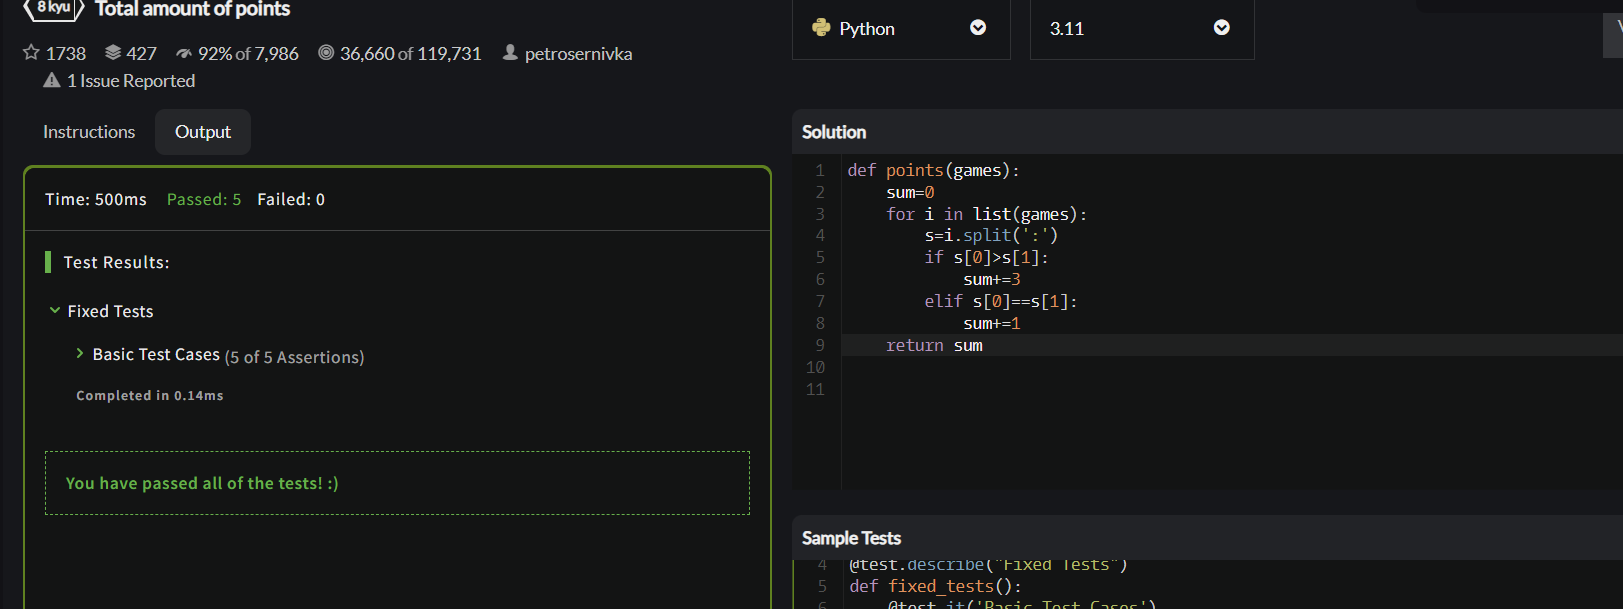 8 kyu Total amount of points
1738 427 92% of 7,986 36,660 of 119,731 petrosernivka
1 Issue Reported
Instructions Output
Time: 500ms Passed: 5 Failed: 0
Test Results:
Fixed Tests
Basic Test Cases (5 of 5 Assertions)
Completed in 0.14ms
You have passed all of the tests! :)
Python 3.11
Solution
1 def points(games):
2     sum=0
3     for i in list(games):
4         s=i.split(':')
5         if s[0]>s[1]:
6             sum+=3
7         elif s[0]==s[1]:
8             sum+=1
9     return sum
10
11
Sample Tests
4 @test.describe("Fixed Tests")
5 def fixed_tests():
6     @test.it('Basic Test Cases')